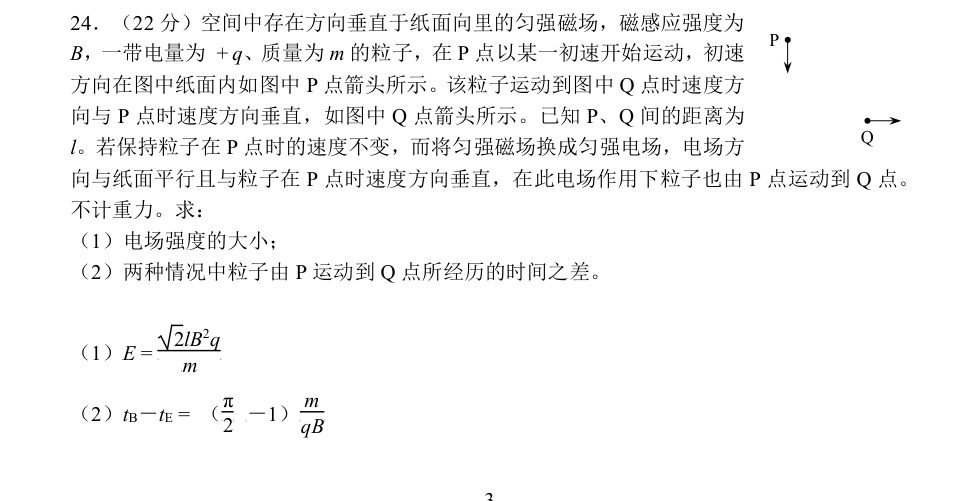 24．（22 分）空间中存在方向垂直于纸面向里的匀强磁场，磁感应强度为
B，一带电量为 +q、质量为 m 的粒子，在 P 点以某一初速开始运动，初速
方向在图中纸面内如图中 P 点箭头所示。该粒子运动到图中 Q 点时速度方
向与 P 点时速度方向垂直，如图中 Q 点箭头所示。已知 P、Q 间的距离为
l。若保持粒子在 P 点时的速度不变，而将匀强磁场换成匀强电场，电场方
向与纸面平行且与粒子在 P 点时速度方向垂直，在此电场作用下粒子也由 P 点运动到 Q 点。
不计重力。求：
（1）电场强度的大小；
（2）两种情况中粒子由 P 运动到 Q 点所经历的时间之差。
P
Q
（1）E = √2lB²q / m
（2）tB－tE = （π/2 －1）m/qB
3